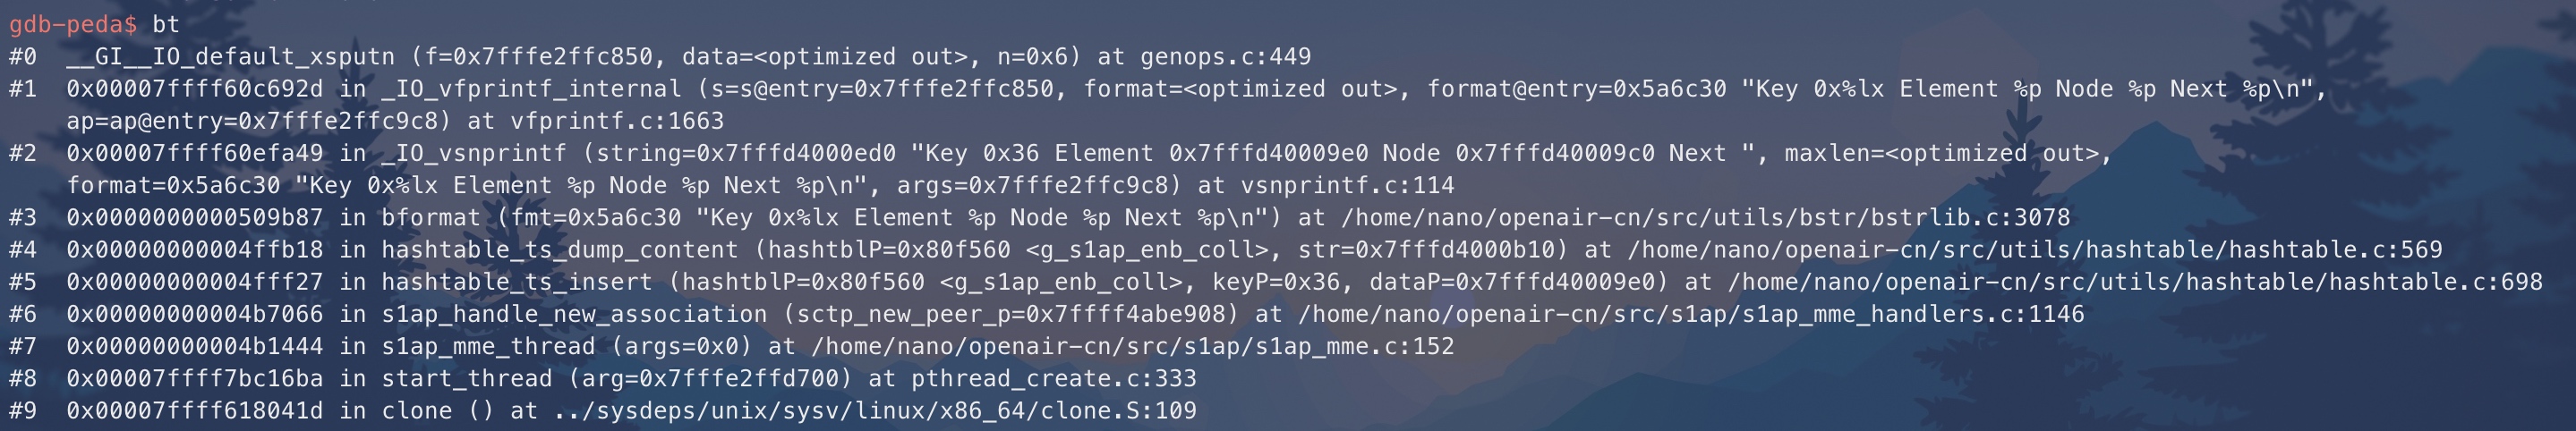 gdb-peda$ bt
#0  __GI__IO_default_xsputn (f=0x7fffe2ffc850, data=<optimized out>, n=0x6) at genops.c:449
#1  0x00007ffff60c692d in _IO_vfprintf_internal (s=s@entry=0x7fffe2ffc850, format=<optimized out>, format@entry=0x5a6c30 "Key 0x%lx Element %p Node %p Next %p\n",
    ap=ap@entry=0x7fffe2ffc9c8) at vfprintf.c:1663
#2  0x00007ffff60efa49 in _IO_vsnprintf (string=0x7fffd4000ed0 "Key 0x36 Element 0x7fffd40009e0 Node 0x7fffd40009c0 Next ", maxlen=<optimized out>,
    format=0x5a6c30 "Key 0x%lx Element %p Node %p Next %p\n", args=0x7fffe2ffc9c8) at vsnprintf.c:114
#3  0x0000000000509b87 in bformat (fmt=0x5a6c30 "Key 0x%lx Element %p Node %p Next %p\n") at /home/nano/openair-cn/src/utils/bstr/bstrlib.c:3078
#4  0x00000000004ffb18 in hashtable_ts_dump_content (hashtblP=0x80f560 <g_s1ap_enb_coll>, str=0x7fffd4000b10) at /home/nano/openair-cn/src/utils/hashtable/hashtable.c:569
#5  0x00000000004fff27 in hashtable_ts_insert (hashtblP=0x80f560 <g_s1ap_enb_coll>, keyP=0x36, dataP=0x7fffd40009e0) at /home/nano/openair-cn/src/utils/hashtable/hashtable.c:698
#6  0x00000000004b7066 in s1ap_handle_new_association (sctp_new_peer_p=0x7ffff4abe908) at /home/nano/openair-cn/src/s1ap/s1ap_mme_handlers.c:1146
#7  0x00000000004b1444 in s1ap_mme_thread (args=0x0) at /home/nano/openair-cn/src/s1ap/s1ap_mme.c:152
#8  0x00007ffff7bc16ba in start_thread (arg=0x7fffe2ffd700) at pthread_create.c:333
#9  0x00007ffff618041d in clone () at ../sysdeps/unix/sysv/linux/x86_64/clone.S:109